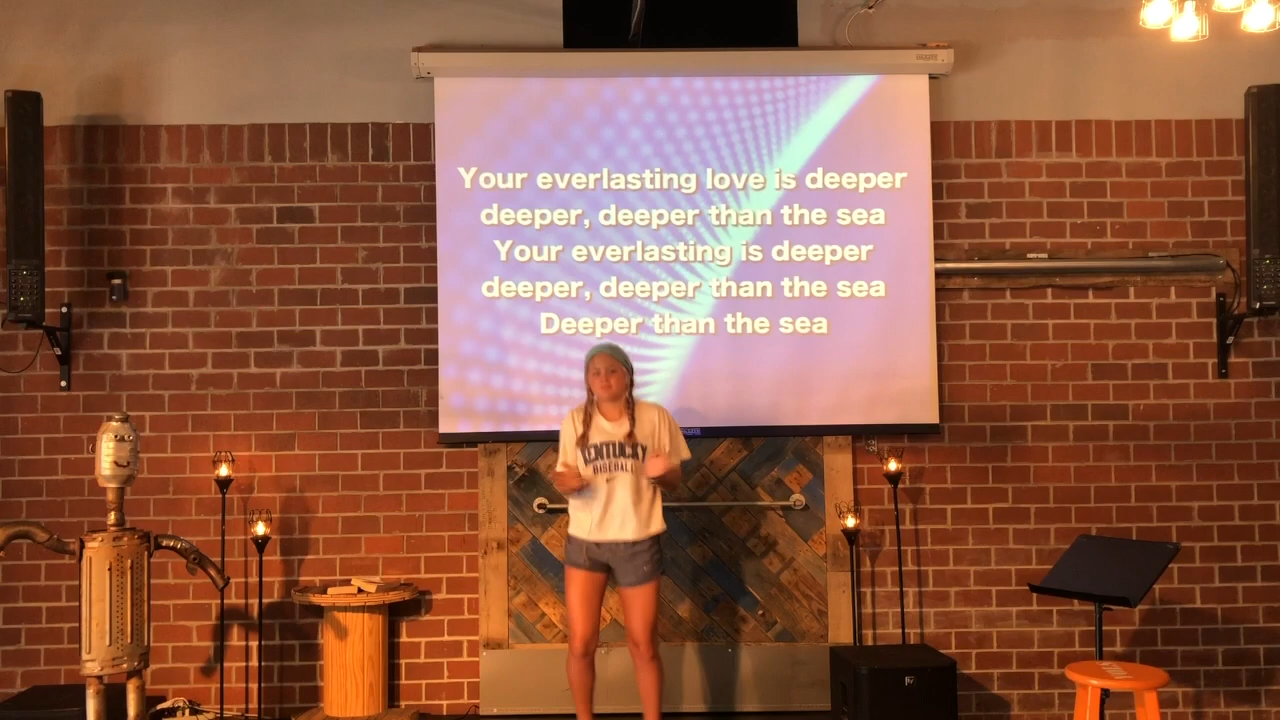 Your everlasting love is deeper
deeper, deeper than the sea
Your everlasting is deeper
deeper, deeper than the sea
Deeper than the sea
KENTUCKY
BASEBALL